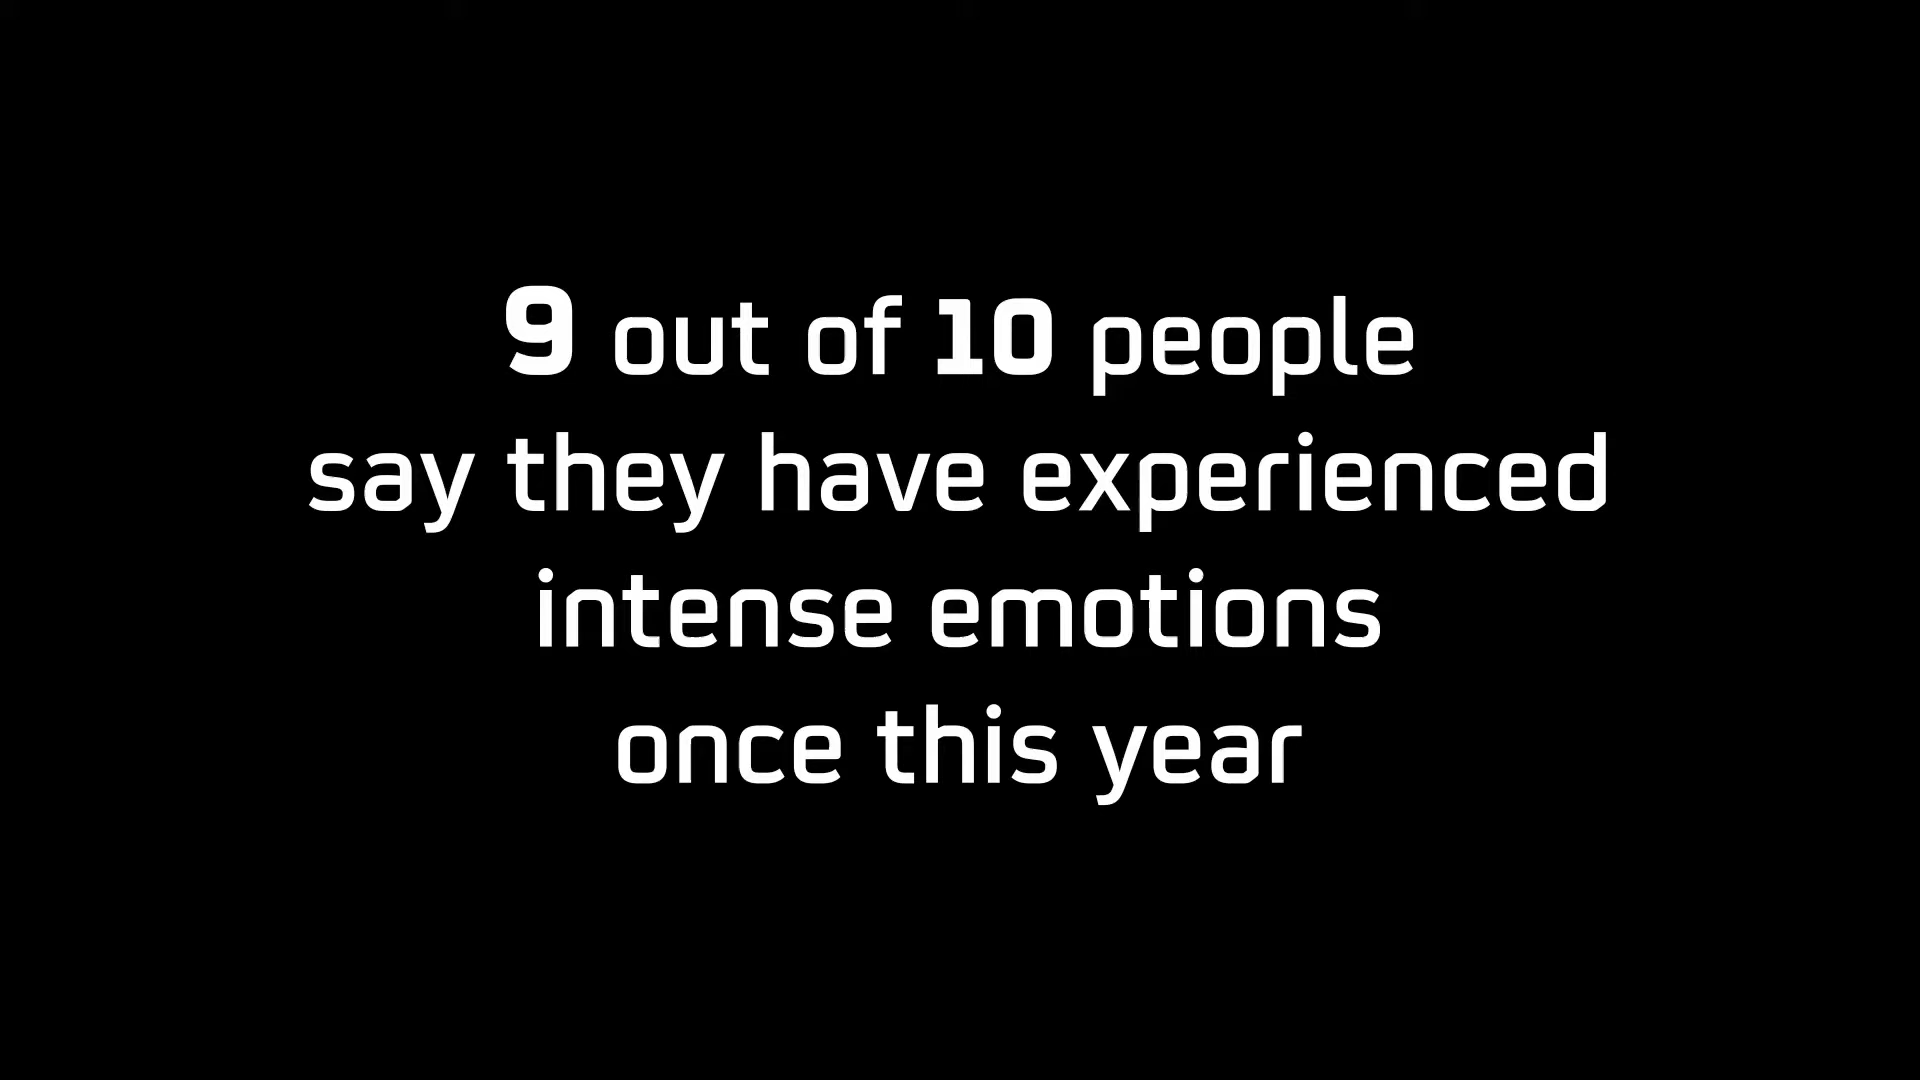 9 out of 10 people
say they have experienced
intense emotions
once this year